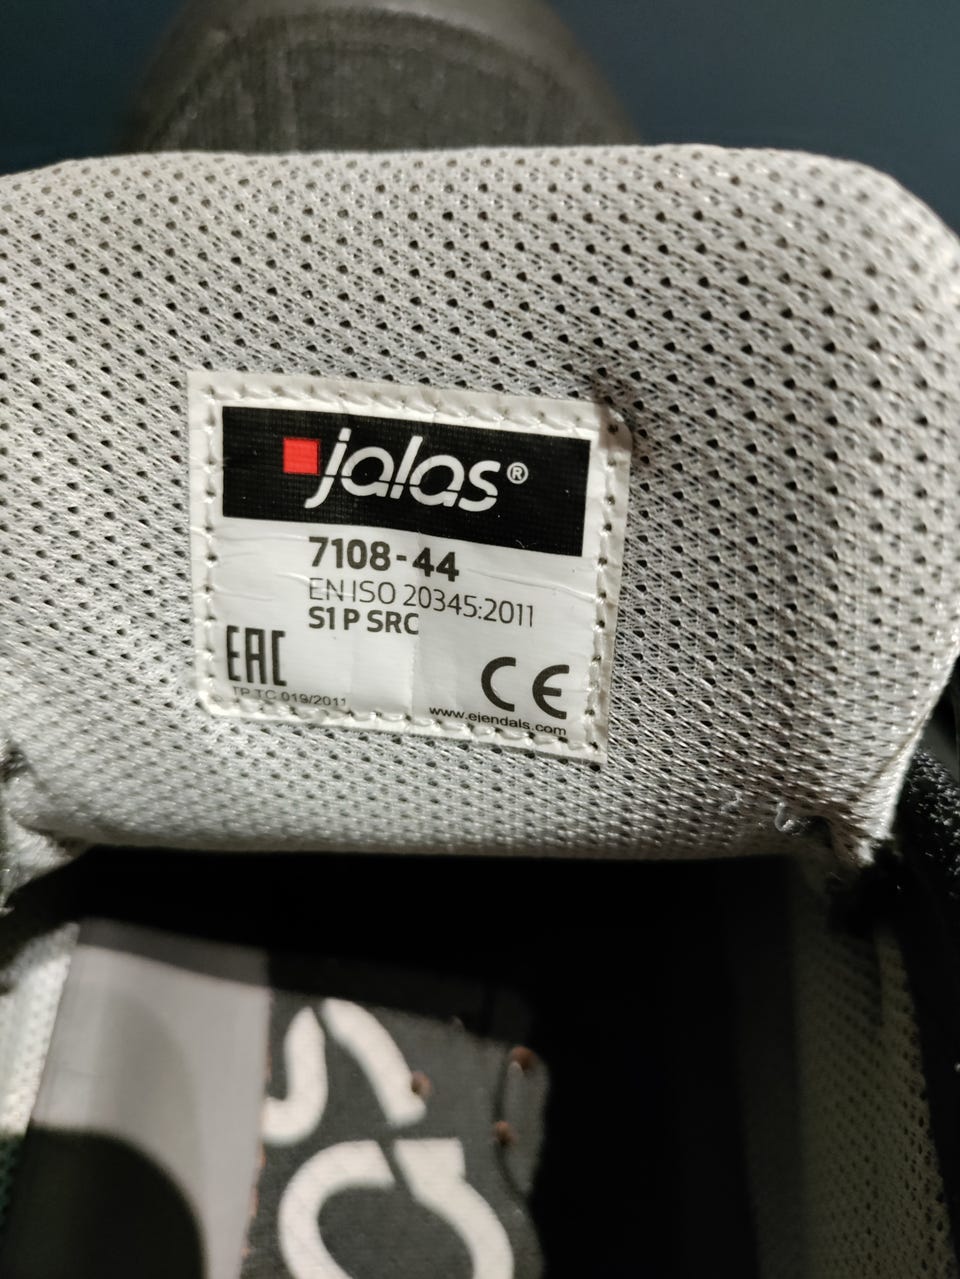 jalas®
7108-44
EN ISO 20345:2011
S1 P SRC
EAC
TP TC 019/2011
CE
www.ejendals.com